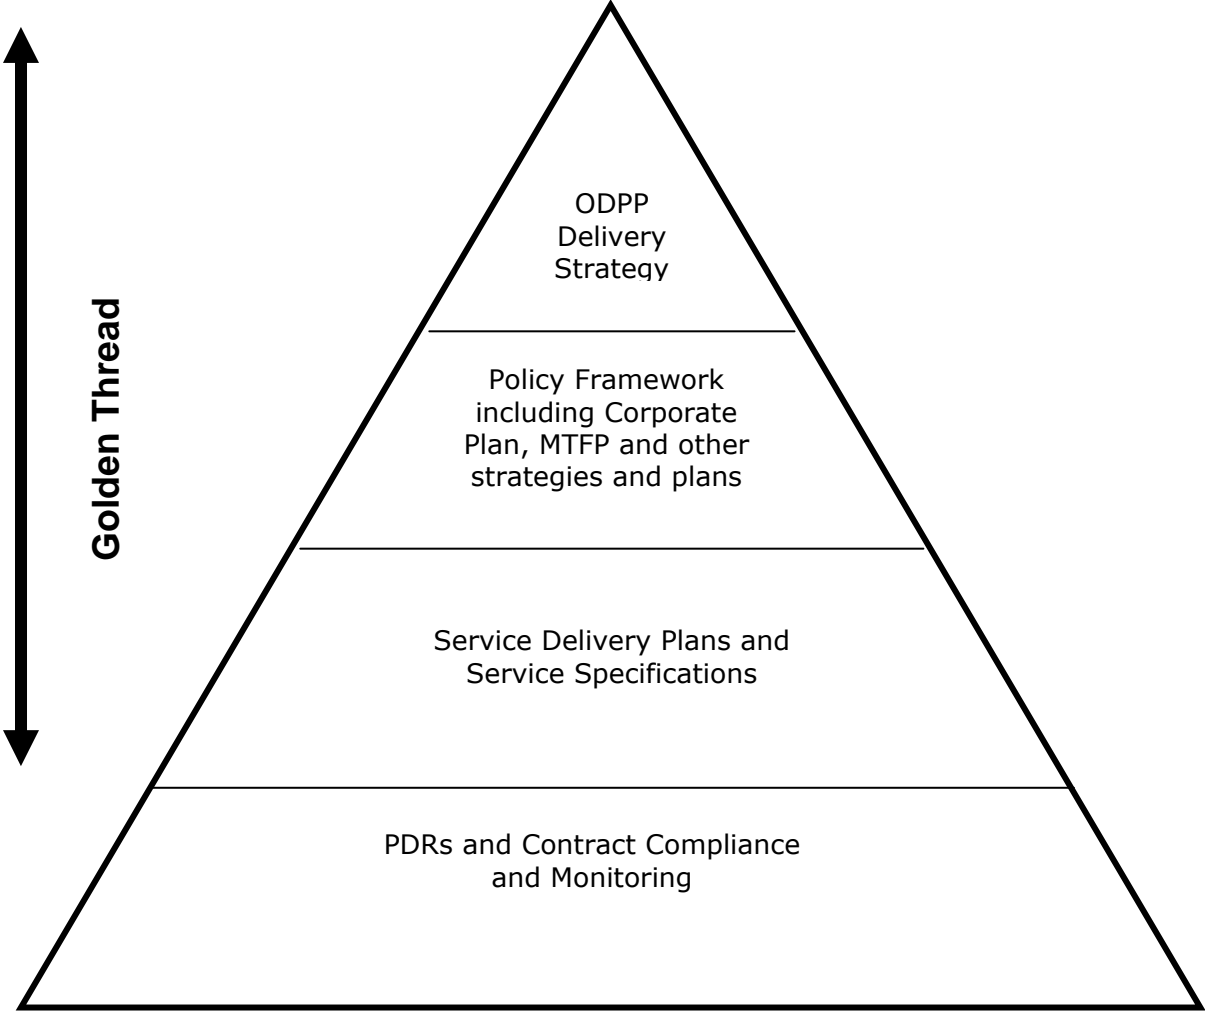 ODPP
Delivery
Strategy
Golden Thread
Policy Framework
including Corporate
Plan, MTFP and other
strategies and plans
Service Delivery Plans and
Service Specifications
PDRs and Contract Compliance
and Monitoring